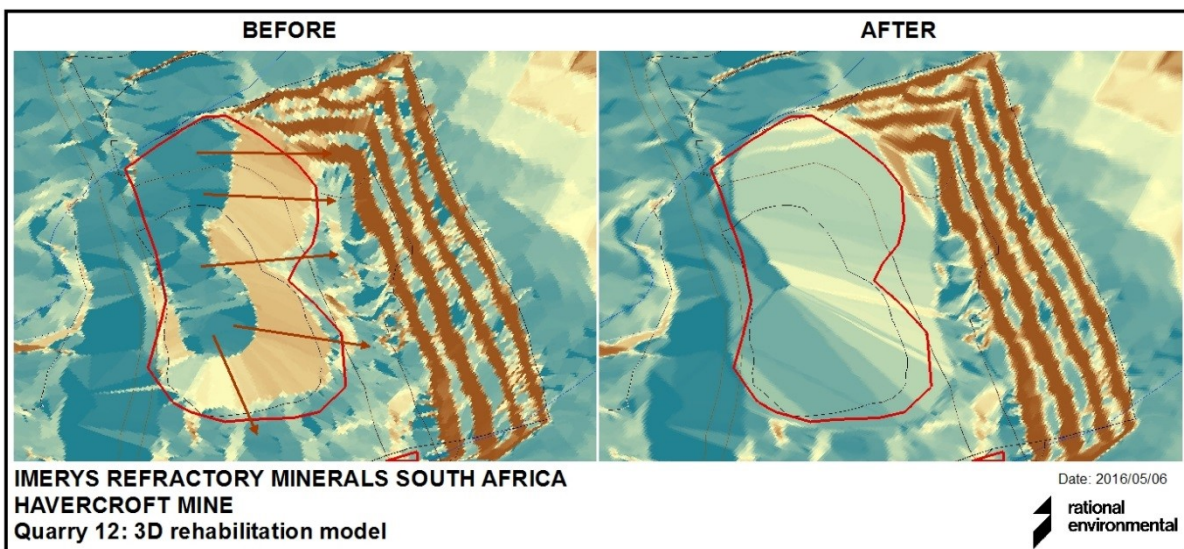 BEFORE
AFTER
IMERYS REFRACTORY MINERALS SOUTH AFRICA
HAVERCROFT MINE
Quarry 12: 3D rehabilitation model
Date: 2016/05/06
rational
environmental